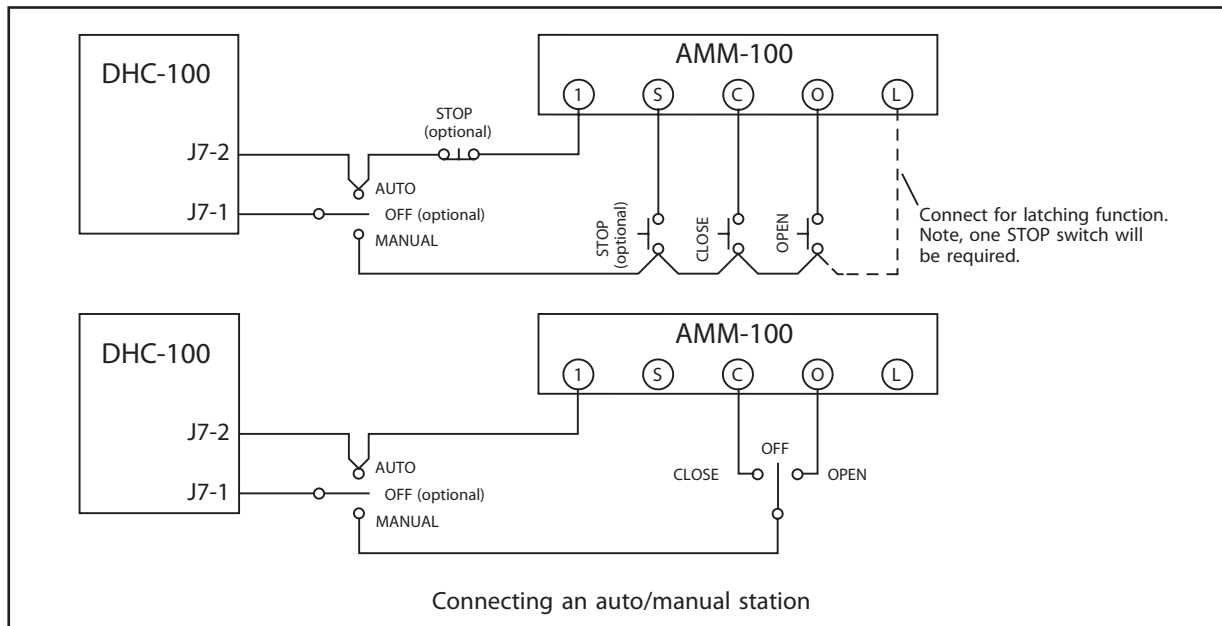 DHC-100
J7-2
J7-1
AUTO
OFF (optional)
MANUAL
STOP
(optional)
AMM-100
1 S C O L
STOP
(optional)
CLOSE
OPEN
Connect for latching function.
Note, one STOP switch will
be required.
DHC-100
J7-2
J7-1
AUTO
OFF (optional)
MANUAL
AMM-100
1 S C O L
OFF
CLOSE
OPEN
Connecting an auto/manual station